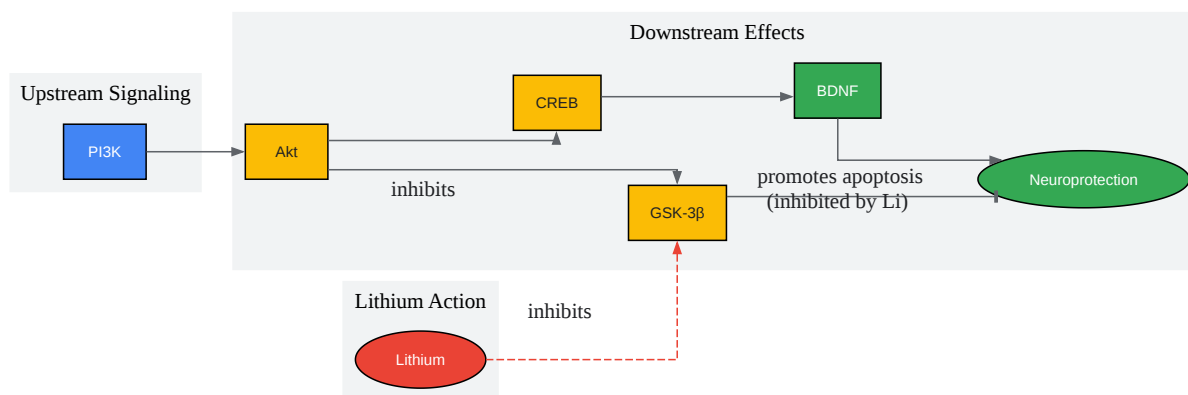 Downstream Effects
Upstream Signaling
PI3K
Akt
CREB
BDNF
inhibits
GSK-3β
promotes apoptosis
(inhibited by Li)
Neuroprotection
Lithium Action
inhibits
Lithium